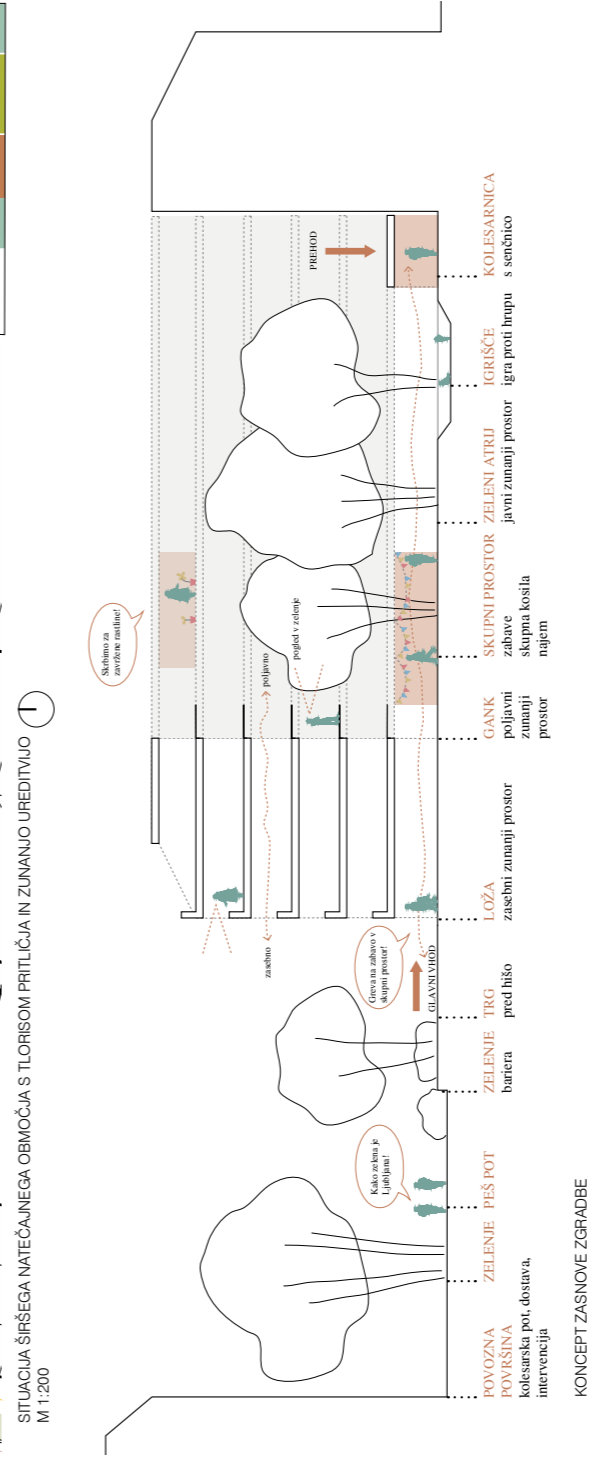 SITUACIJA ŠIRŠEGA NATEČAJNEGA OBMOČJA S TLORISOM PRITLIČJA IN ZUNANJO UREDITVIJO
M 1:200
Skrbimo za
zavržene rastline!
PREHOD
poljavno
pogled v zelenje
zasebno
Greva na zabavo v
skupni prostor!
GLAVNI VHOD
Kako zelena je
Ljubljana!
POVOZNA
POVRŠINA
kolesarska pot, dostava,
intervencija
ZELENJE
PEŠ POT
ZELENJE
bariera
TRG
pred hišo
LOŽA
zasebni zunanji prostor
GANK
poljavni
zunanji
prostor
SKUPNI PROSTOR
zabave
skupna kosila
najem
ZELENI ATRIJ
javni zunanji prostor
IGRIŠČE
igra proti hrupu
KOLESARNICA
s senčnico
KONCEPT ZASNOVE ZGRADBE